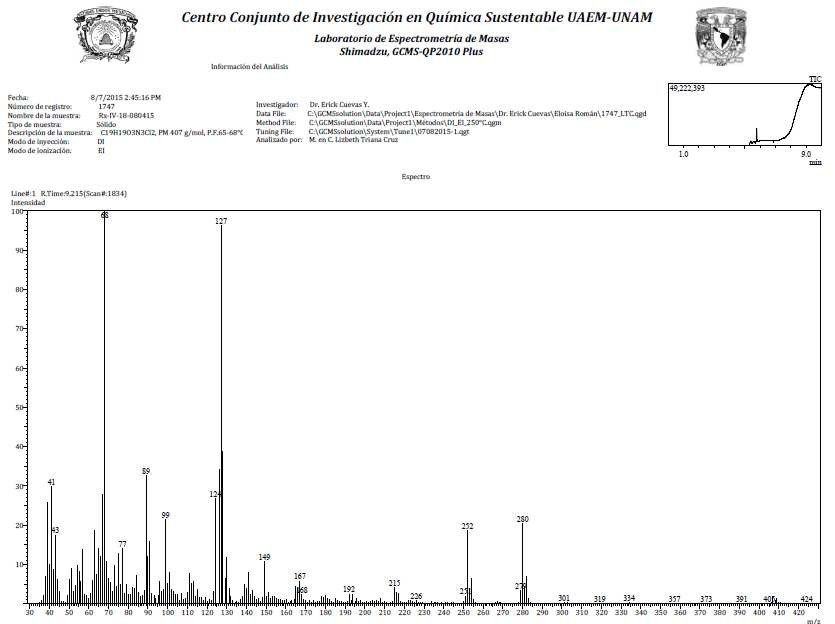 Centro Conjunto de Investigación en Química Sustentable UAEM-UNAM
Laboratorio de Espectrometría de Masas
Shimadzu, GCMS-QP2010 Plus
Información del Análisis
Fecha: 8/7/2015 2:45:16 PM
Número de registro: 1747
Nombre de la muestra: Rx-IV-18-080415
Tipo de muestra: Sólido
Descripción de la muestra: C19H19O3N3Cl2, PM 407 g/mol, P.F.65-68°C
Modo de inyección: DI
Modo de ionización: EI
Investigador: Dr. Erick Cuevas Y.
Data File: C:\GCMSsolution\Data\Project1\Espectrometría de Masas\Dr. Erick Cuevas\Eloísa Román\1747_LTC.qgd
Method File: C:\GCMSsolution\Data\Project1\Métodos\DI_EI_250°C.qgm
Tuning File: C:\GCMSsolution\System\Tune1\07082015-1.qgt
Analizado por: M. en C. Lizbeth Triana Cruz
TIC
49,222,393
1.0 9.0
min
Espectro
Line#:1 R.Time:9.215(Scan#:1834)
Intensidad
100
90
80
70
60
50
40
30
20
10
68
127
41
43
77
89
99
124
149
167
168
192
215
226
251
252
279
280
301
319
334
357
373
391
405
424
30 40 50 60 70 80 90 100 110 120 130 140 150 160 170 180 190 200 210 220 230 240 250 260 270 280 290 300 310 320 330 340 350 360 370 380 390 400 410 420
m/z